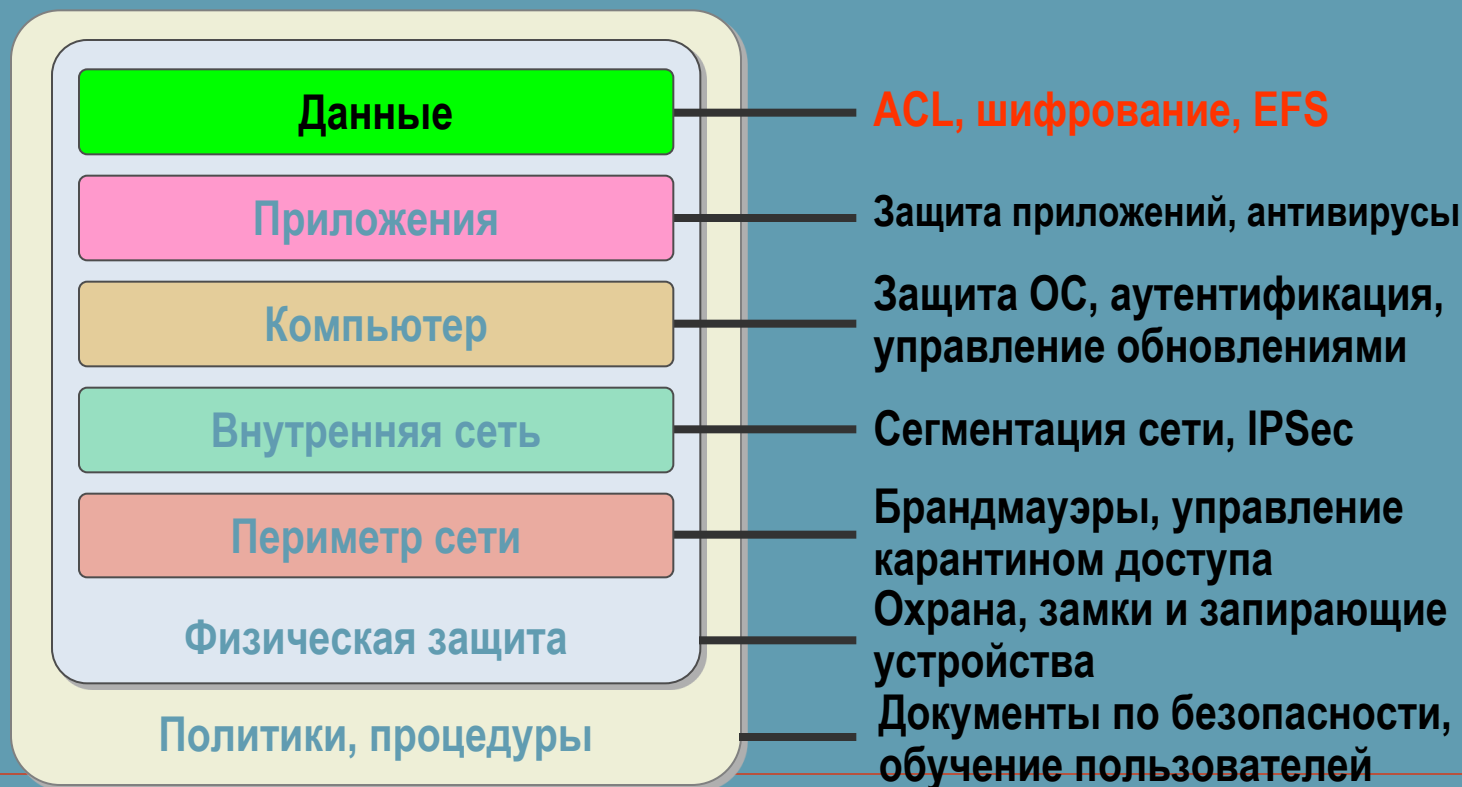 Данные
ACL, шифрование, EFS
Приложения
Защита приложений, антивирусы
Компьютер
Защита ОС, аутентификация,
управление обновлениями
Внутренняя сеть
Сегментация сети, IPSec
Периметр сети
Брандмауэры, управление
карантином доступа
Физическая защита
Охрана, замки и запирающие
устройства
Политики, процедуры
Документы по безопасности,
обучение пользователей